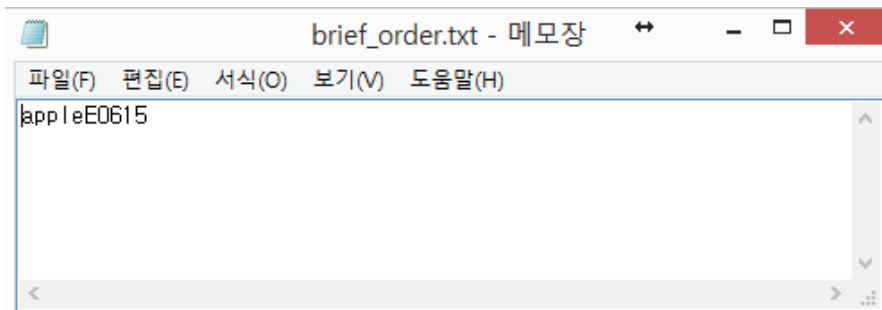 brief_order.txt - 메모장
파일(F) 편집(E) 서식(O) 보기(V) 도움말(H)
appleE0615